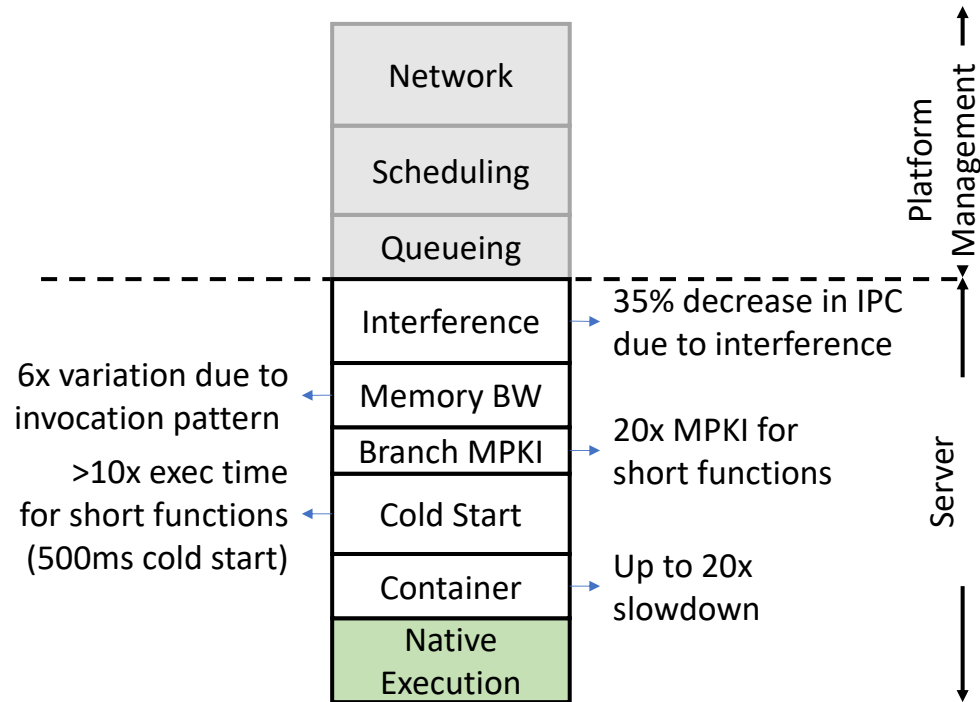 Network
Scheduling
Queueing
Platform
Management
Interference
35% decrease in IPC
due to interference
6x variation due to
invocation pattern
Memory BW
Branch MPKI
20x MPKI for
short functions
>10x exec time
for short functions
(500ms cold start)
Cold Start
Container
Up to 20x
slowdown
Native
Execution
Server